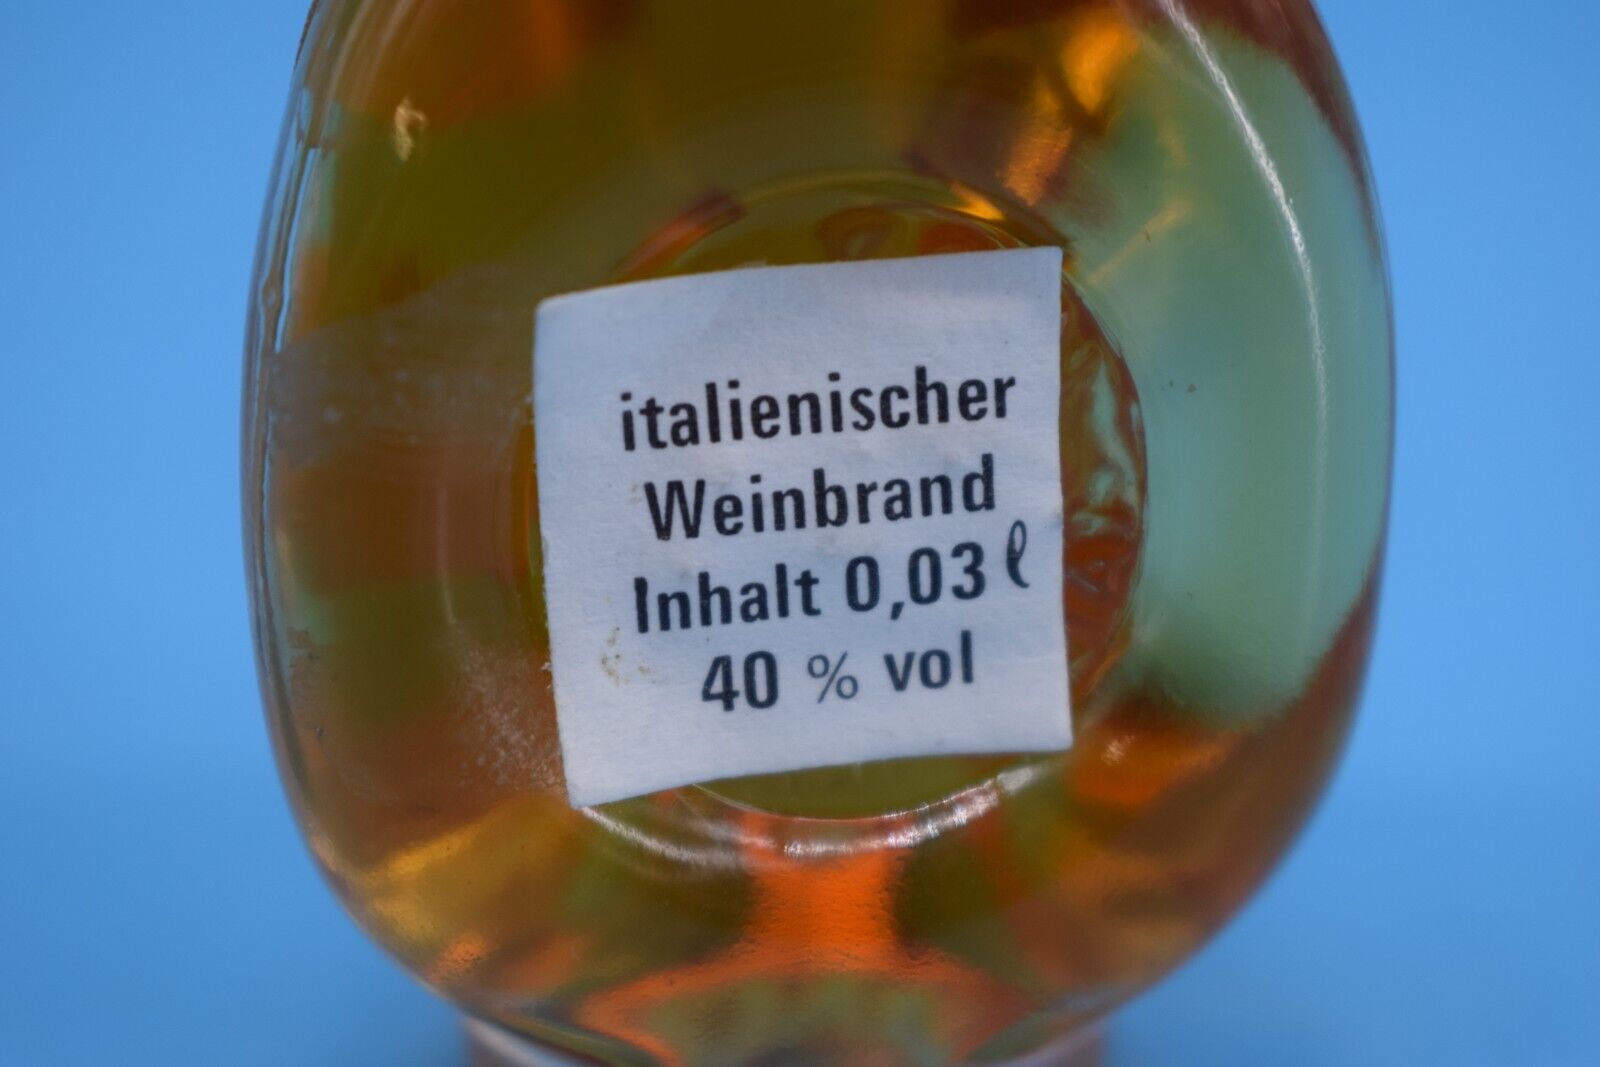 italienischer
Weinbrand
Inhalt 0,03 ℓ
40 % vol